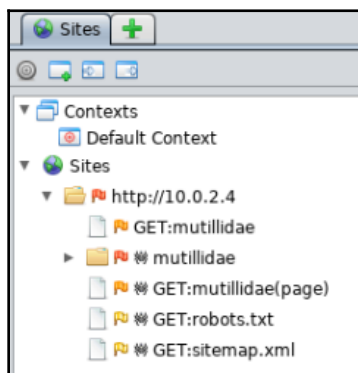 Sites
Contexts
Default Context
Sites
http://10.0.2.4
GET:mutillidae
mutillidae
GET:mutillidae(page)
GET:robots.txt
GET:sitemap.xml